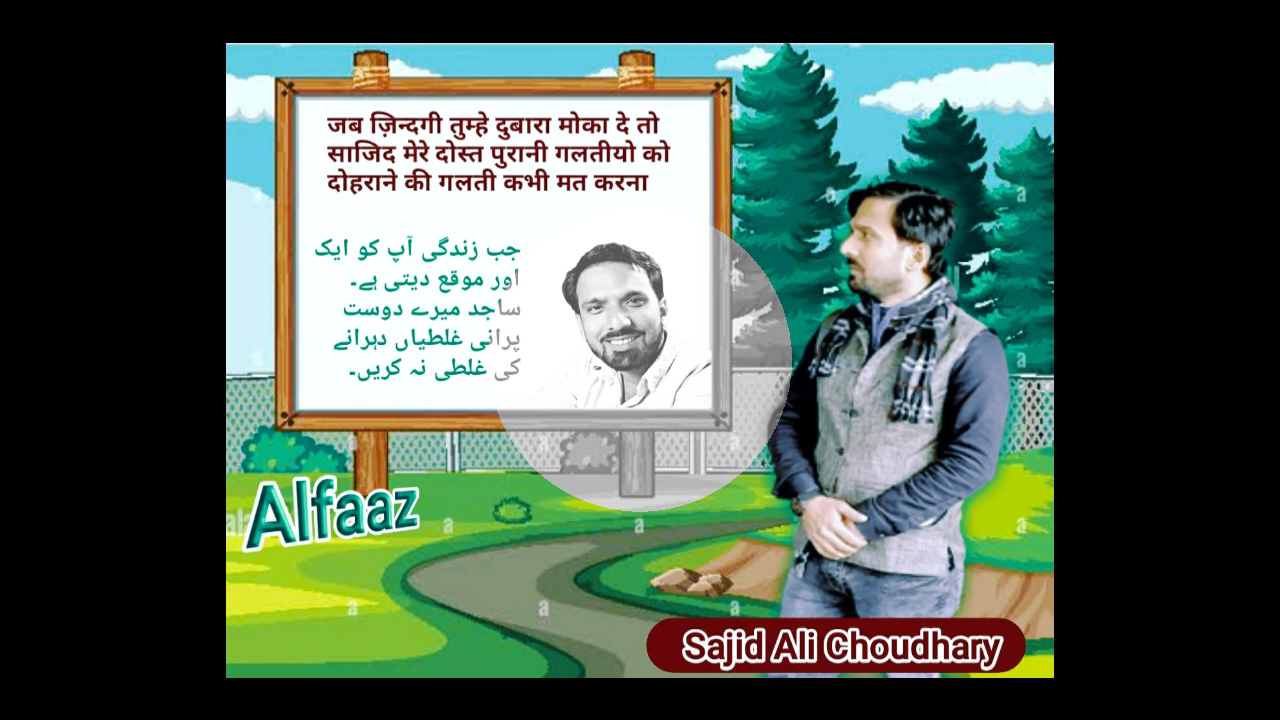 जब ज़िन्दगी तुम्हे दुबारा मोका दे तो
साजिद मेरे दोस्त पुरानी गलतीयो को
दोहराने की गलती कभी मत करना
جب زندگی آپ کو ایک
اور موقع دیتی ہے۔
ساجد میرے دوست
پرانی غلطیاں دہرانے
کی غلطی نہ کریں۔
Alfaaz
Sajid Ali Choudhary